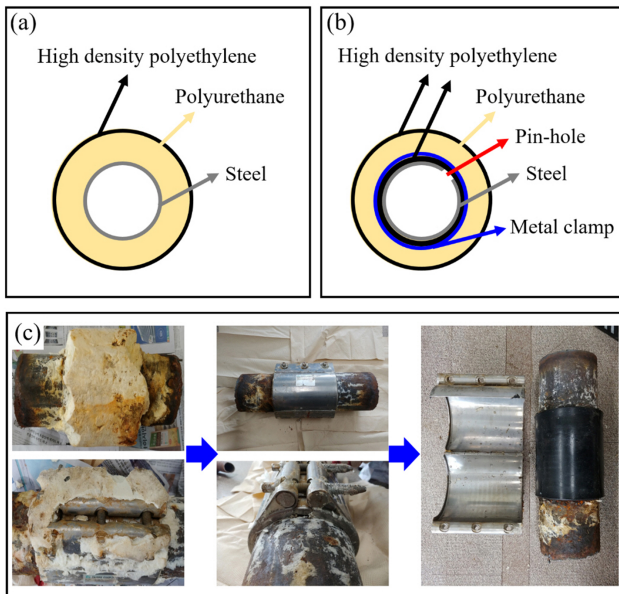 (a)
High density polyethylene
Polyurethane
Steel
(b)
High density polyethylene
Polyurethane
Pin-hole
Steel
Metal clamp
(c)